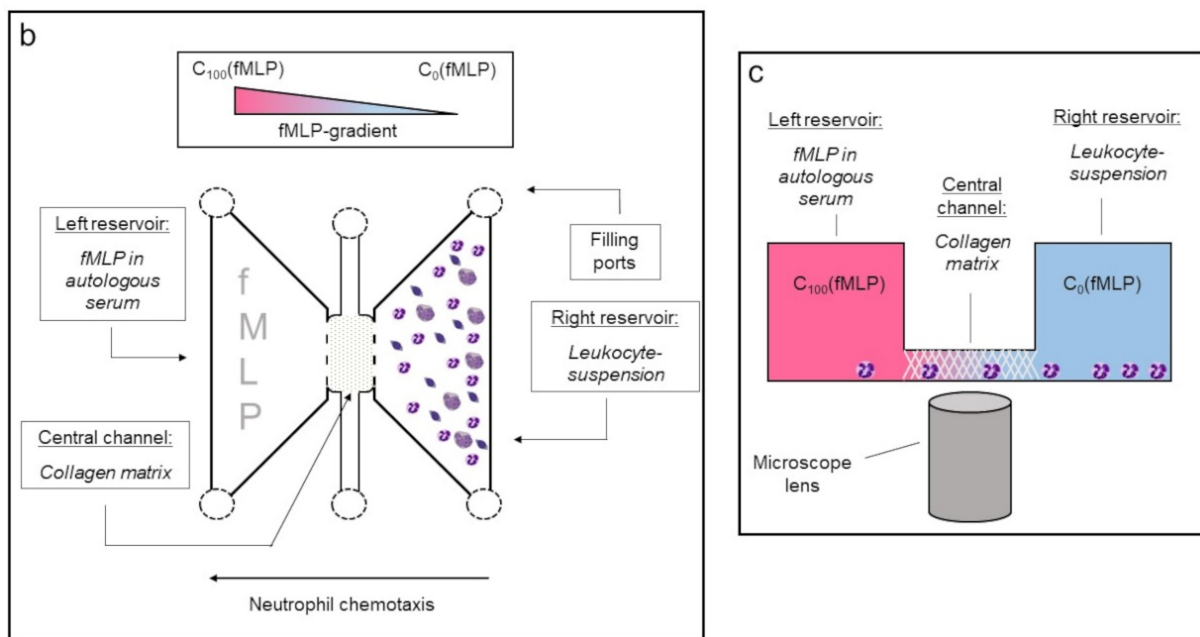 b
C₁₀₀(fMLP)
C₀(fMLP)
fMLP-gradient
Left reservoir:
fMLP in
autologous
serum
f
M
L
P
Filling
ports
Right reservoir:
Leukocyte-
suspension
Central channel:
Collagen matrix
Neutrophil chemotaxis
c
Left reservoir:
fMLP in
autologous
serum
Central
channel:
Collagen
matrix
Right reservoir:
Leukocyte-
suspension
C₁₀₀(fMLP)
C₀(fMLP)
Microscope
lens